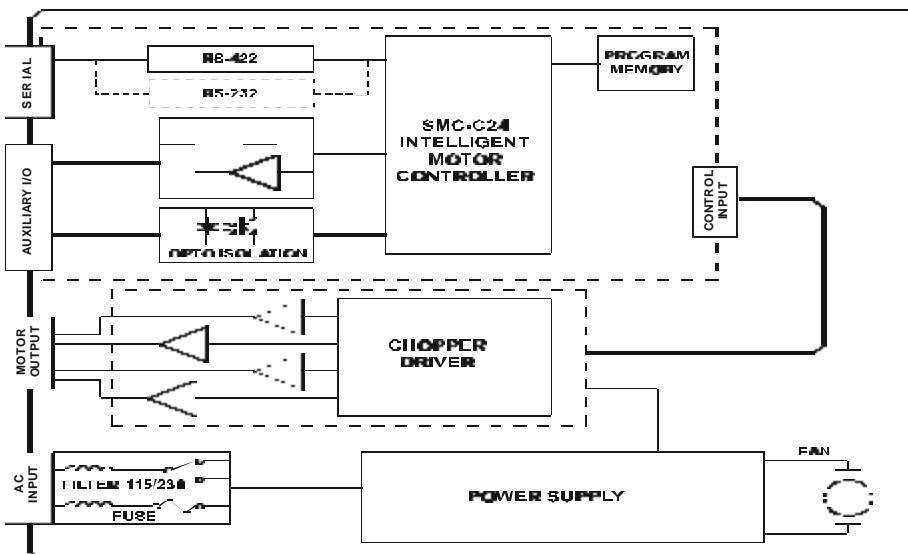 SERIAL
RS-422
RS-232
PROGRAM
MEMORY
SMC-C24
INTELLIGENT
MOTOR
CONTROLLER
AUXILIARY I/O
OPTO ISOLATION
CONTROL
INPUT
MOTOR
OUTPUT
CHOPPER
DRIVER
AC
INPUT
FILTER 115/230
FUSE
POWER SUPPLY
FAN